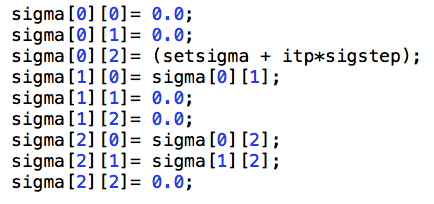 sigma[0][0]= 0.0;
sigma[0][1]= 0.0;
sigma[0][2]= (setsigma + itp*sigstep);
sigma[1][0]= sigma[0][1];
sigma[1][1]= 0.0;
sigma[1][2]= 0.0;
sigma[2][0]= sigma[0][2];
sigma[2][1]= sigma[1][2];
sigma[2][2]= 0.0;